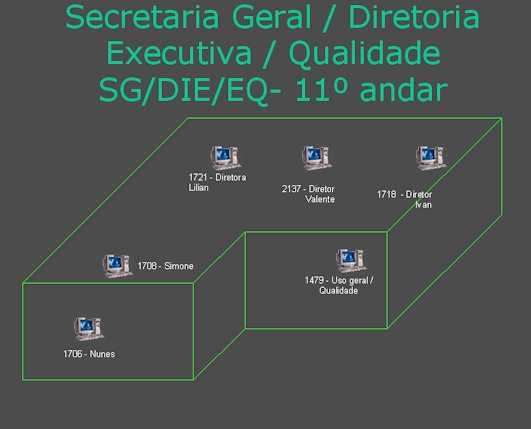 Secretaria Geral / Diretoria
Executiva / Qualidade
SG/DIE/EQ- 11º andar
1721 - Diretora
Lilian
2137 - Diretor
Valente
1718 - Diretor
Ivan
1708 - Simone
1479 - Uso geral /
Qualidade
1706 - Nunes